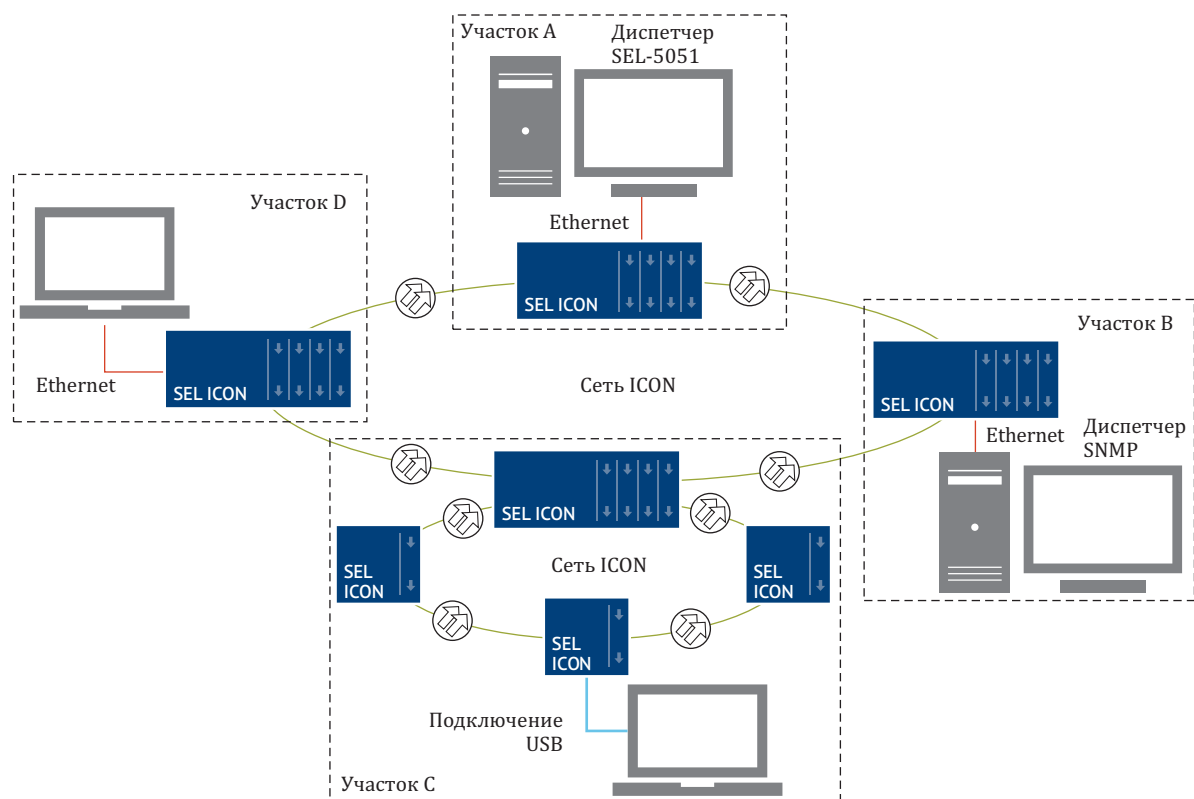 Участок A
Диспетчер
SEL-5051
Ethernet
SEL ICON
Участок D
Ethernet
SEL ICON
Сеть ICON
Участок B
SEL ICON
Ethernet
Диспетчер
SNMP
SEL ICON
SEL
ICON
Сеть ICON
SEL
ICON
SEL
ICON
Подключение
USB
Участок C